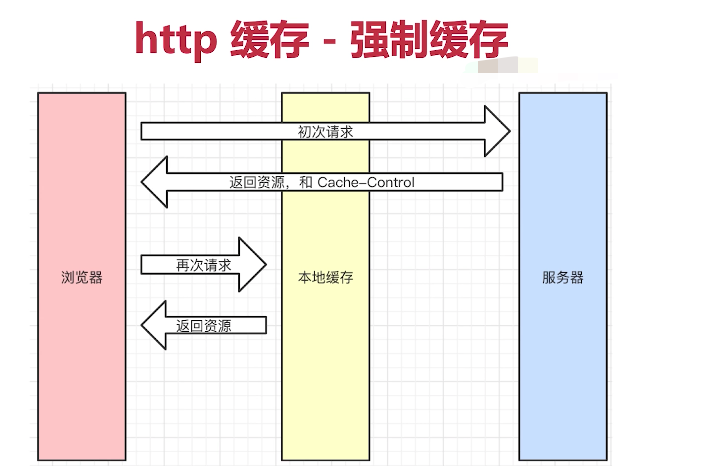 http 缓存 - 强制缓存
初次请求
返回资源，和 Cache-Control
再次请求
浏览器
本地缓存
服务器
返回资源